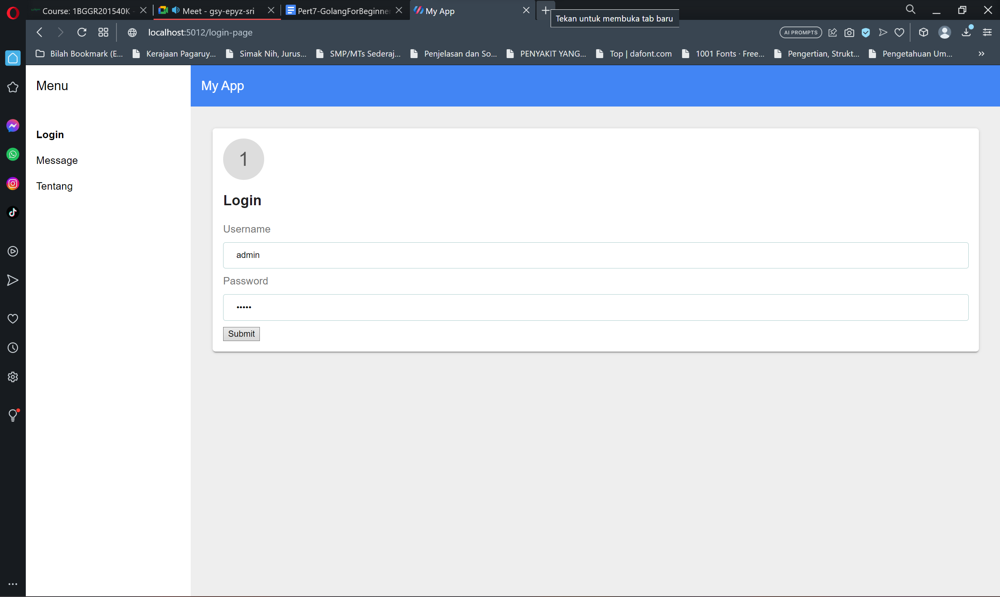 Course: 1BGGR201540K -
Meet - gsy-epyz-sri
Pert7-GolangForBeginner
My App
Tekan untuk membuka tab baru
localhost:5012/login-page
AI PROMPTS
Bilah Bookmark (E...
Kerajaan Pagaruy...
Simak Nih, Jurus...
SMP/MTs Sederaj...
Penjelasan dan So...
PENYAKIT YANG...
Top | dafont.com
1001 Fonts · Free...
Pengertian, Strukt...
Pengetahuan Um...
Menu
My App
Login
Message
Tentang
1
Login
Username
admin
Password
•••••
Submit